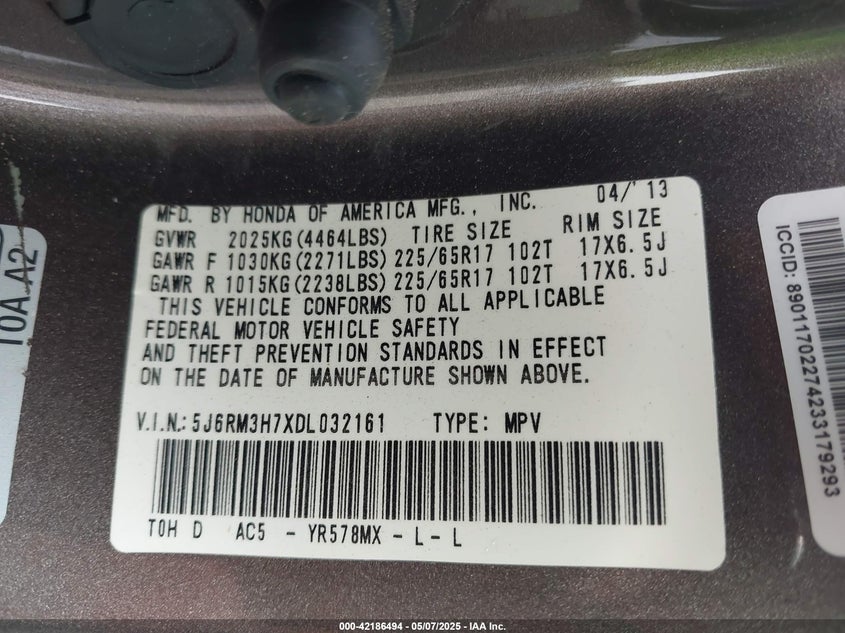 MFD. BY HONDA OF AMERICA MFG., INC. 04/'13
GVWR 2025KG(4464LBS) TIRE SIZE RIM SIZE
GAWR F 1030KG(2271LBS) 225/65R17 102T 17X6.5J
GAWR R 1015KG(2238LBS) 225/65R17 102T 17X6.5J
THIS VEHICLE CONFORMS TO ALL APPLICABLE
FEDERAL MOTOR VEHICLE SAFETY
AND THEFT PREVENTION STANDARDS IN EFFECT
ON THE DATE OF MANUFACTURE SHOWN ABOVE.
V.I.N.: 5J6RM3H7XDL032161 TYPE: MPV
T0H D AC5 - YR578MX - L - L
T0A A2
ICCID: 89011702274233179293
000-42186494 - 05/07/2025 - IAA Inc.